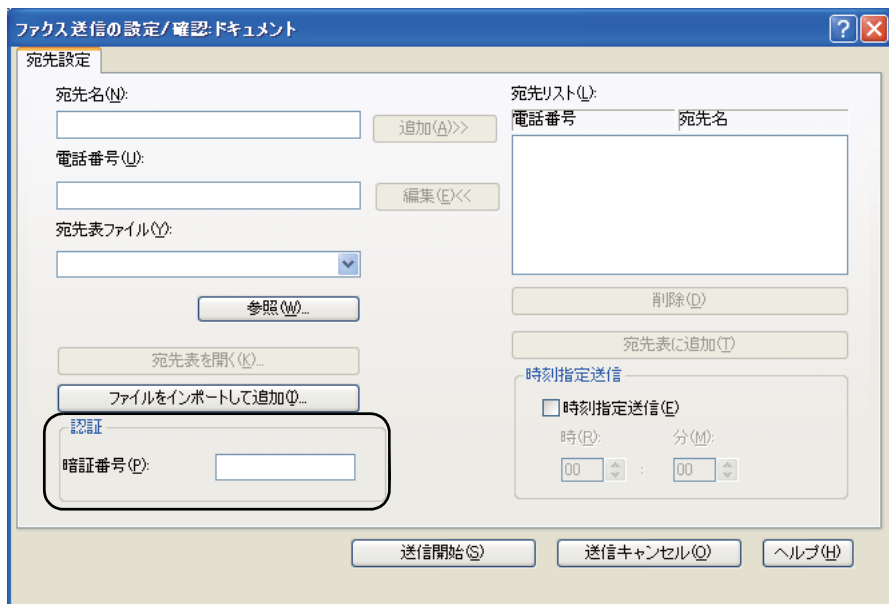 ファクス送信の設定/確認:ドキュメント
宛先設定
宛先名(N):
追加(A)>>
電話番号(U):
編集(E)<<
宛先表ファイル(Y):
参照(W)...
宛先表を開く(K)...
ファイルをインポートして追加(I)...
認証
暗証番号(P):
宛先リスト(L):
電話番号 宛先名
削除(D)
宛先表に追加(T)
時刻指定送信
時刻指定送信(E)
時(R): 分(M):
00 : 00
送信開始(S) 送信キャンセル(O) ヘルプ(H)